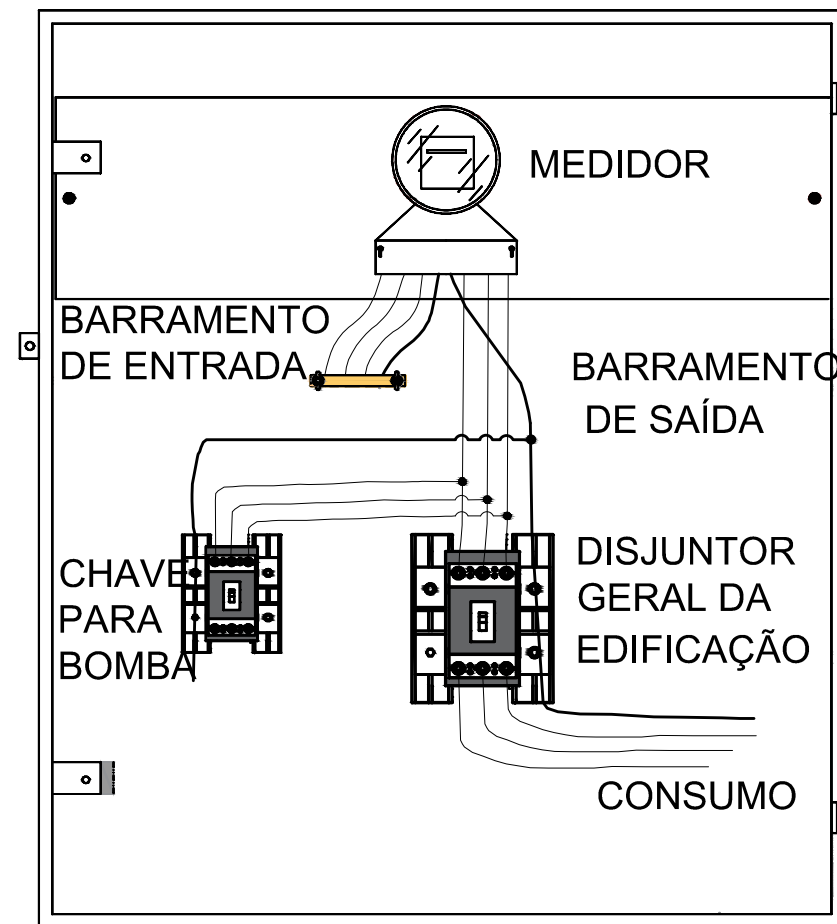 MEDIDOR
BARRAMENTO
DE ENTRADA
BARRAMENTO
DE SAÍDA
CHAVE
PARA
BOMBA
DISJUNTOR
GERAL DA
EDIFICAÇÃO
CONSUMO